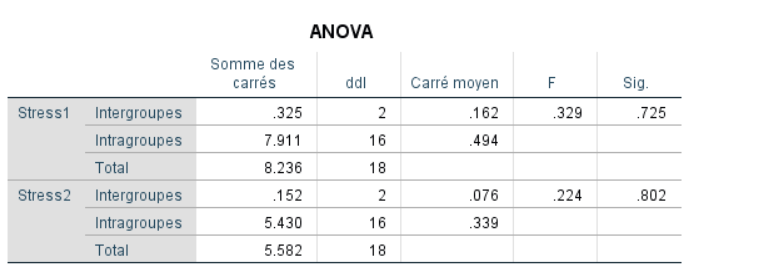 ANOVA
Somme des carrés ddl Carré moyen F Sig.
Stress1 Intergroupes .325 2 .162 .329 .725
Intragroupes 7.911 16 .494
Total 8.236 18
Stress2 Intergroupes .152 2 .076 .224 .802
Intragroupes 5.430 16 .339
Total 5.582 18